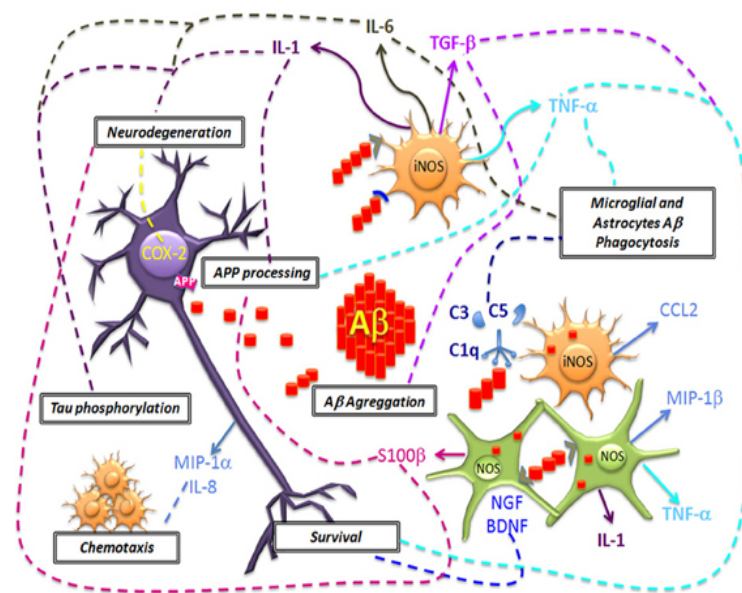 IL-6
IL-1
TGF-β
TNF-α
Neurodegeneration
iNOS
Microglial and
Astrocytes Aβ
Phagocytosis
COX-2
APP processing
APP
Aβ
C3
C5
C1q
CCL2
iNOS
Aβ Agreggation
Tau phosphorylation
MIP-1β
S100β
NOS
NOS
MIP-1α
IL-8
NGF
BDNF
TNF-α
IL-1
Survival
Chemotaxis